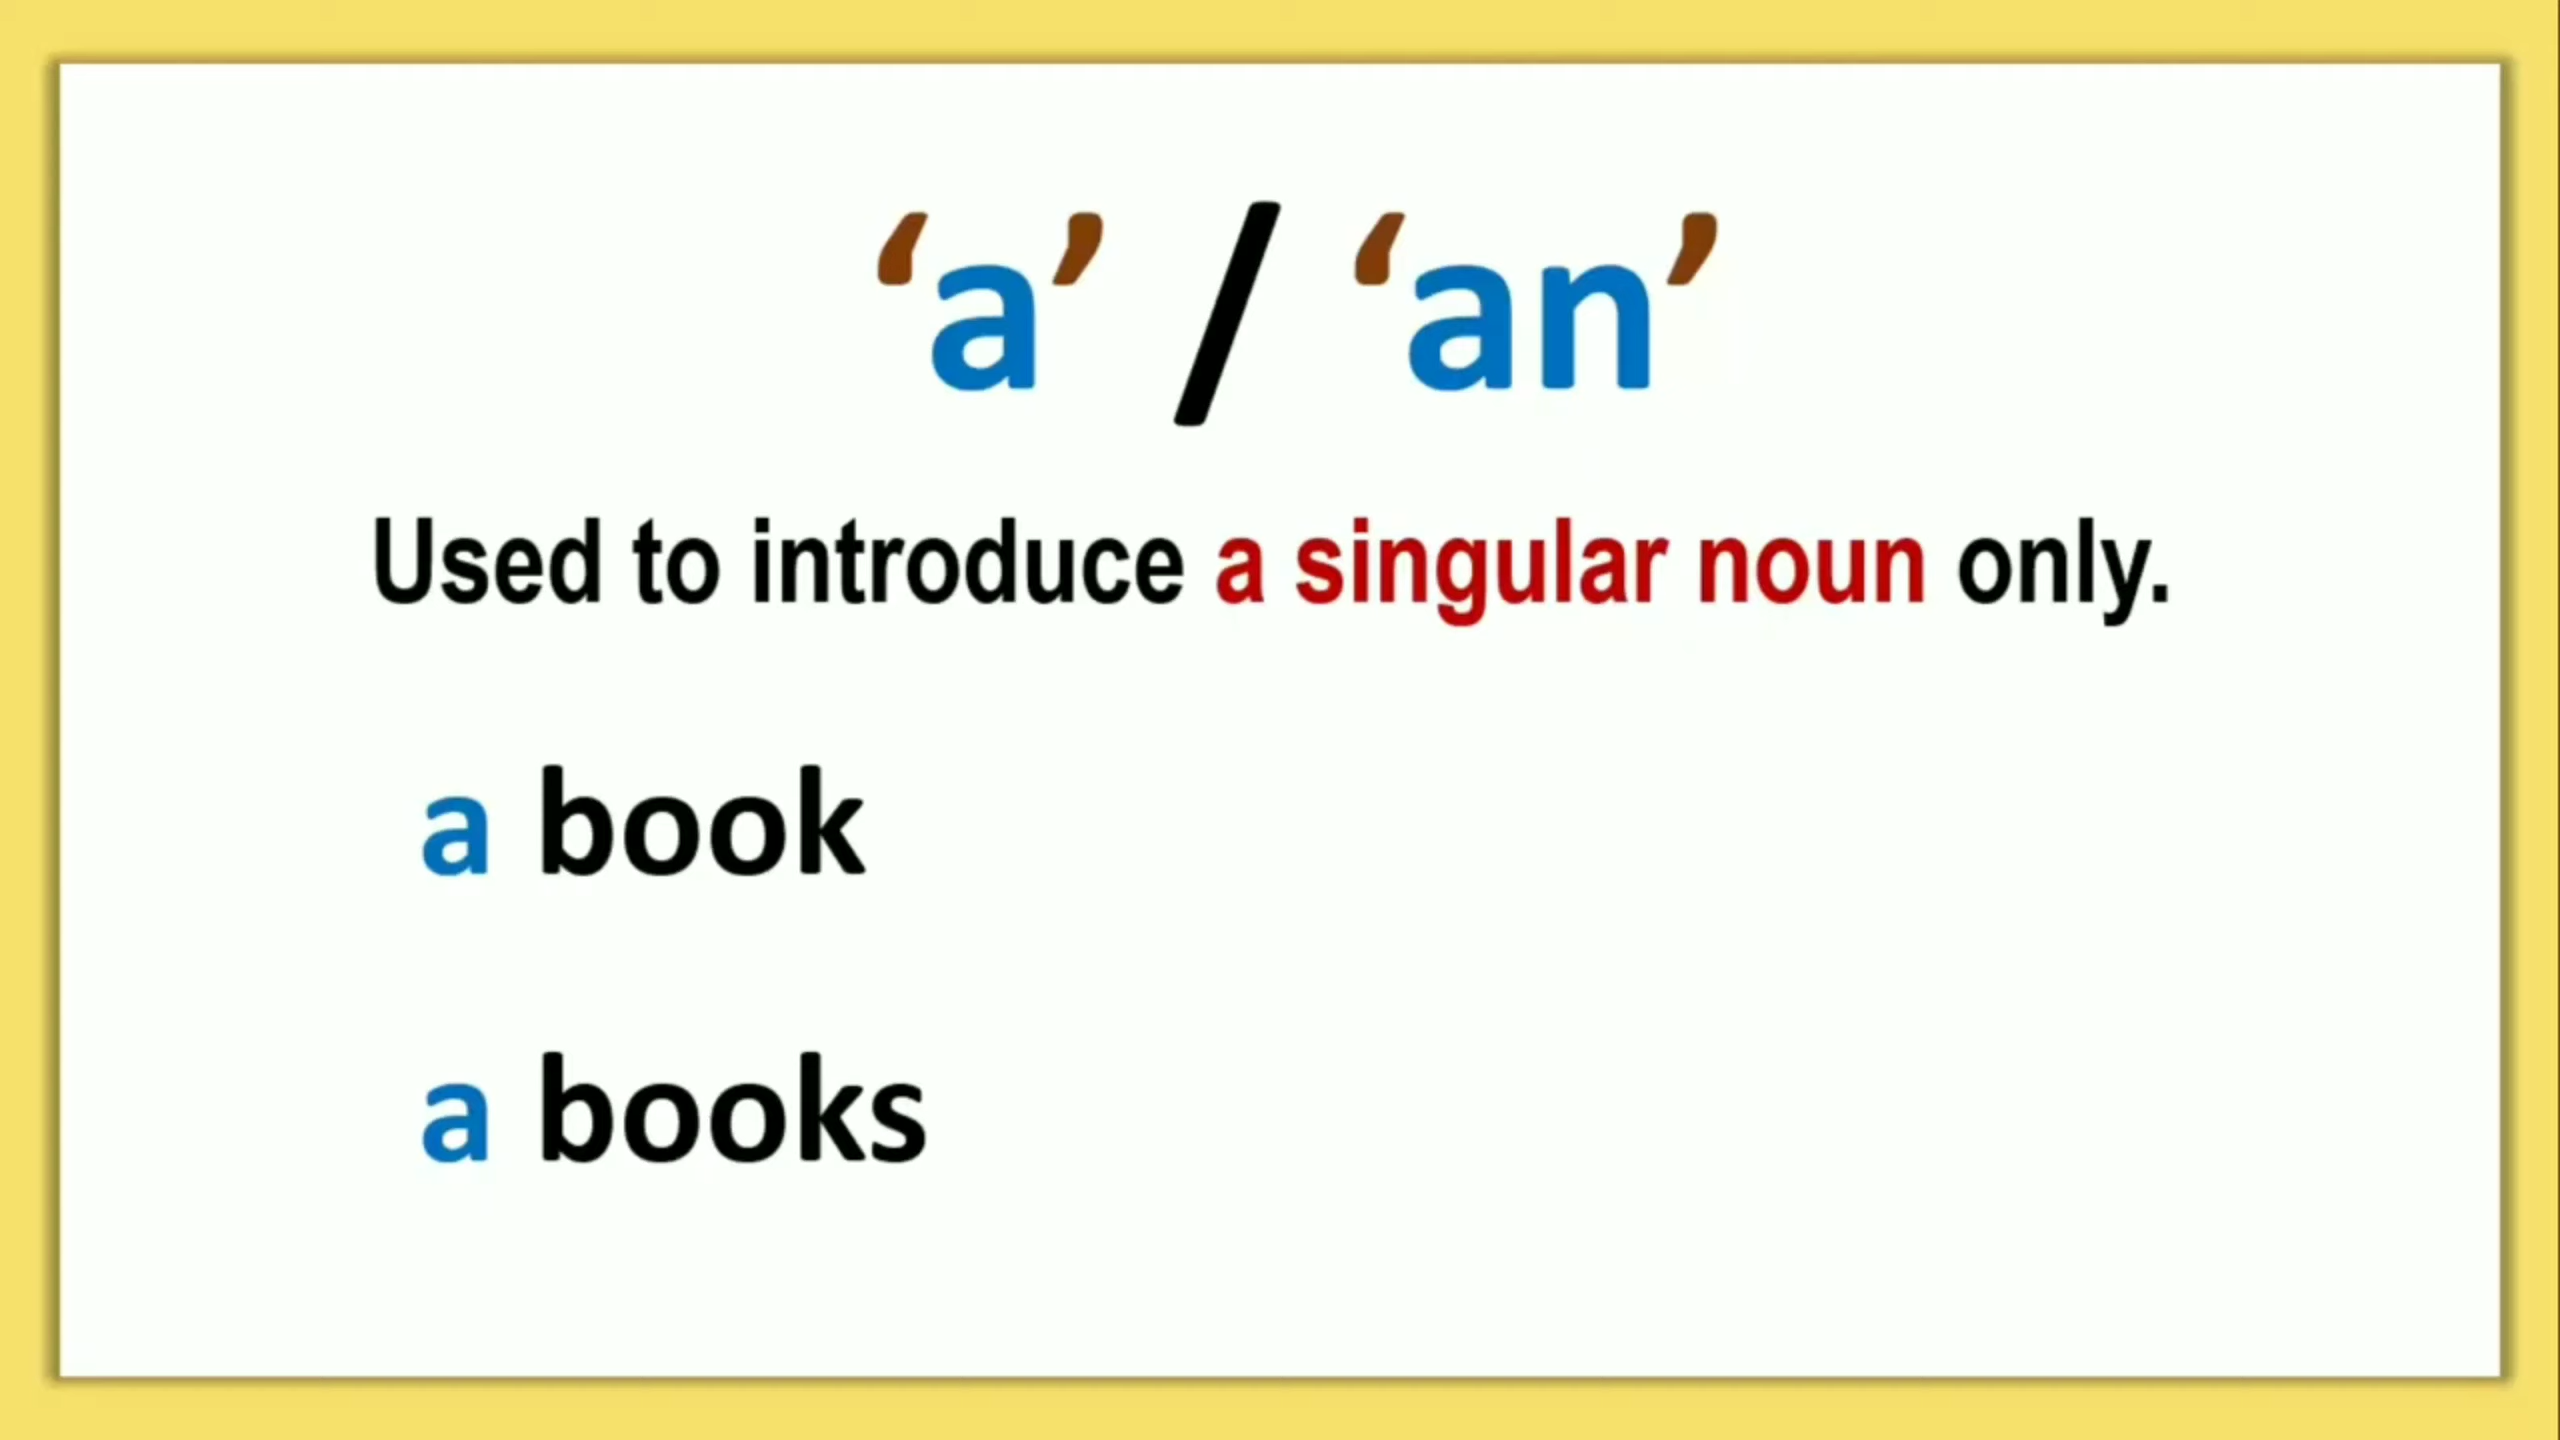 ‘a’ / ‘an’
Used to introduce a singular noun only.
a book
a books